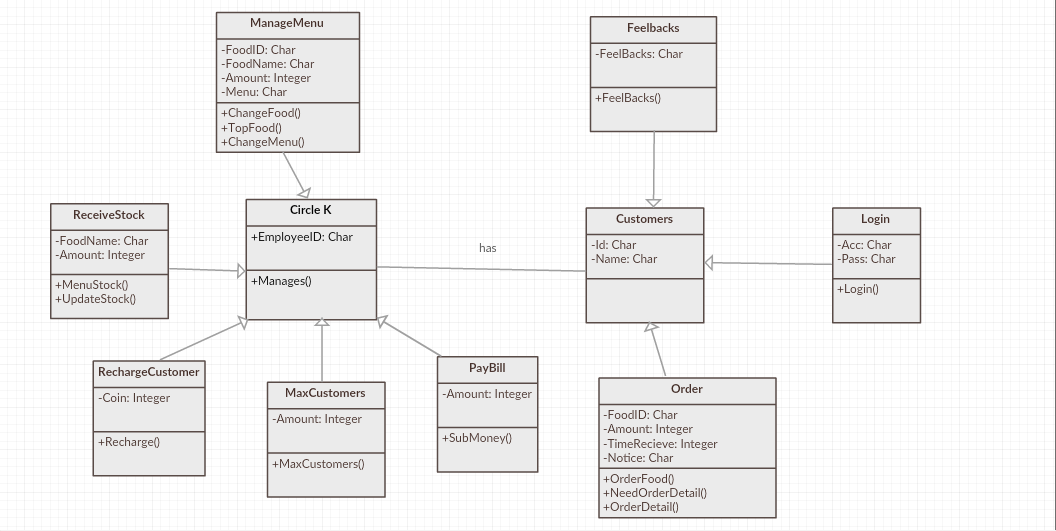 ManageMenu
-FoodID: Char
-FoodName: Char
-Amount: Integer
-Menu: Char
+ChangeFood()
+TopFood()
+ChangeMenu()
Feelbacks
-FeelBacks: Char
+FeelBacks()
ReceiveStock
-FoodName: Char
-Amount: Integer
+MenuStock()
+UpdateStock()
Circle K
+EmployeeID: Char
+Manages()
has
Customers
-Id: Char
-Name: Char
Login
-Acc: Char
-Pass: Char
+Login()
RechargeCustomer
-Coin: Integer
+Recharge()
MaxCustomers
-Amount: Integer
+MaxCustomers()
PayBill
-Amount: Integer
+SubMoney()
Order
-FoodID: Char
-Amount: Integer
-TimeRecieve: Integer
-Notice: Char
+OrderFood()
+NeedOrderDetail()
+OrderDetail()